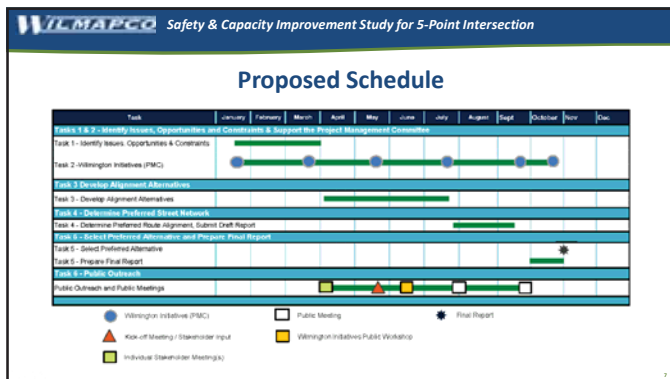 WILMAPCO Safety & Capacity Improvement Study for 5-Point Intersection
Proposed Schedule
Task January February March April May June July August Sept October Nov Dec
Tasks 1 & 2 - Identify Issues, Opportunities and Constraints & Support the Project Management Committee
Task 1 - Identify Issues, Opportunities & Constraints
Task 2 - Wilmington Initiatives (PMC)
Task 3 Develop Alignment Alternatives
Task 3 - Develop Alignment Alternatives
Task 4 - Determine Preferred Street Network
Task 4 - Determine Preferred Route Alignment, Submit Draft Report
Task 5 - Select Preferred Alternative and Prepare Final Report
Task 5 - Select Preferred Alternative
Task 5 - Prepare Final Report
Task 6 - Public Outreach
Public Outreach and Public Meetings
Wilmington Initiatives (PMC) Public Meeting Final Report
Kick-off Meeting / Stakeholder Input Wilmington Initiatives Public Workshop
Individual Stakeholder Meeting(s)